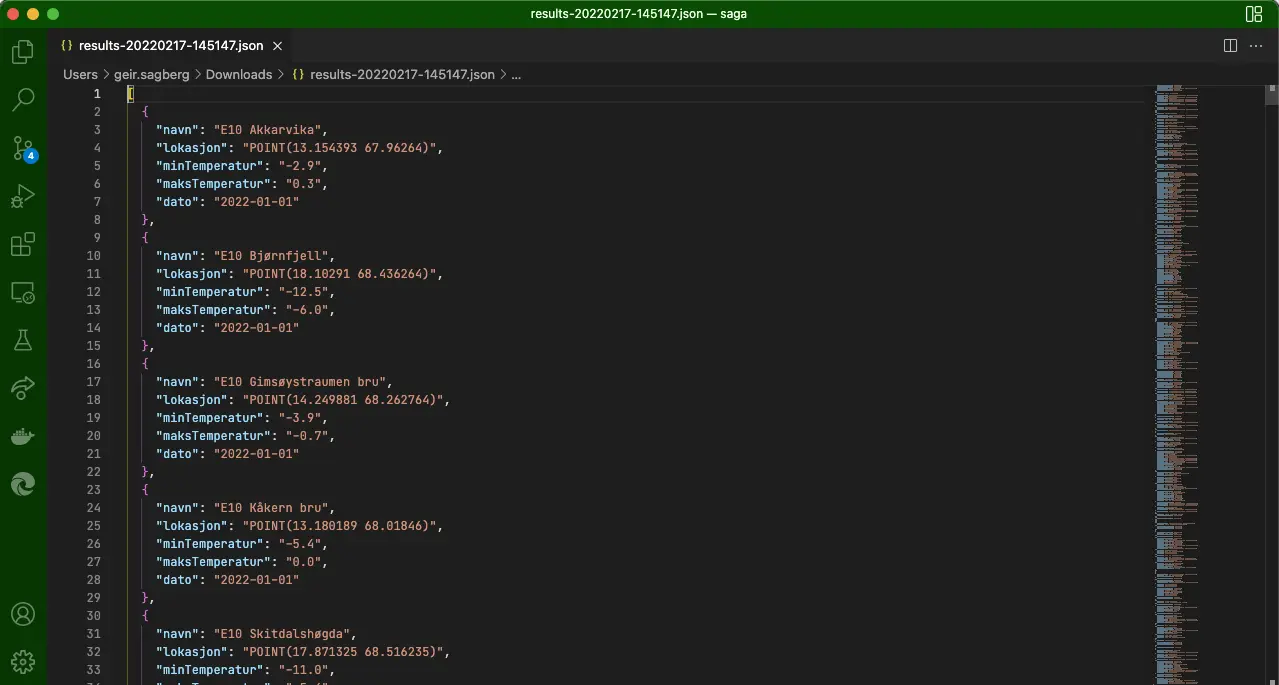 results-20220217-145147.json — saga
{} results-20220217-145147.json ×
Users > geir.sagberg > Downloads > {} results-20220217-145147.json > ...
4
1 [
2 {
3 "navn": "E10 Akkarvika",
4 "lokasjon": "POINT(13.154393 67.96264)",
5 "minTemperatur": "-2.9",
6 "maksTemperatur": "0.3",
7 "dato": "2022-01-01"
8 },
9 {
10 "navn": "E10 Bjørnfjell",
11 "lokasjon": "POINT(18.10291 68.436264)",
12 "minTemperatur": "-12.5",
13 "maksTemperatur": "-6.0",
14 "dato": "2022-01-01"
15 },
16 {
17 "navn": "E10 Gimsøystraumen bru",
18 "lokasjon": "POINT(14.249881 68.262764)",
19 "minTemperatur": "-3.9",
20 "maksTemperatur": "-0.7",
21 "dato": "2022-01-01"
22 },
23 {
24 "navn": "E10 Kåkern bru",
25 "lokasjon": "POINT(13.180189 68.01846)",
26 "minTemperatur": "-5.4",
27 "maksTemperatur": "0.0",
28 "dato": "2022-01-01"
29 },
30 {
31 "navn": "E10 Skitdalshøgda",
32 "lokasjon": "POINT(17.871325 68.516235)",
33 "minTemperatur": "-11.0",